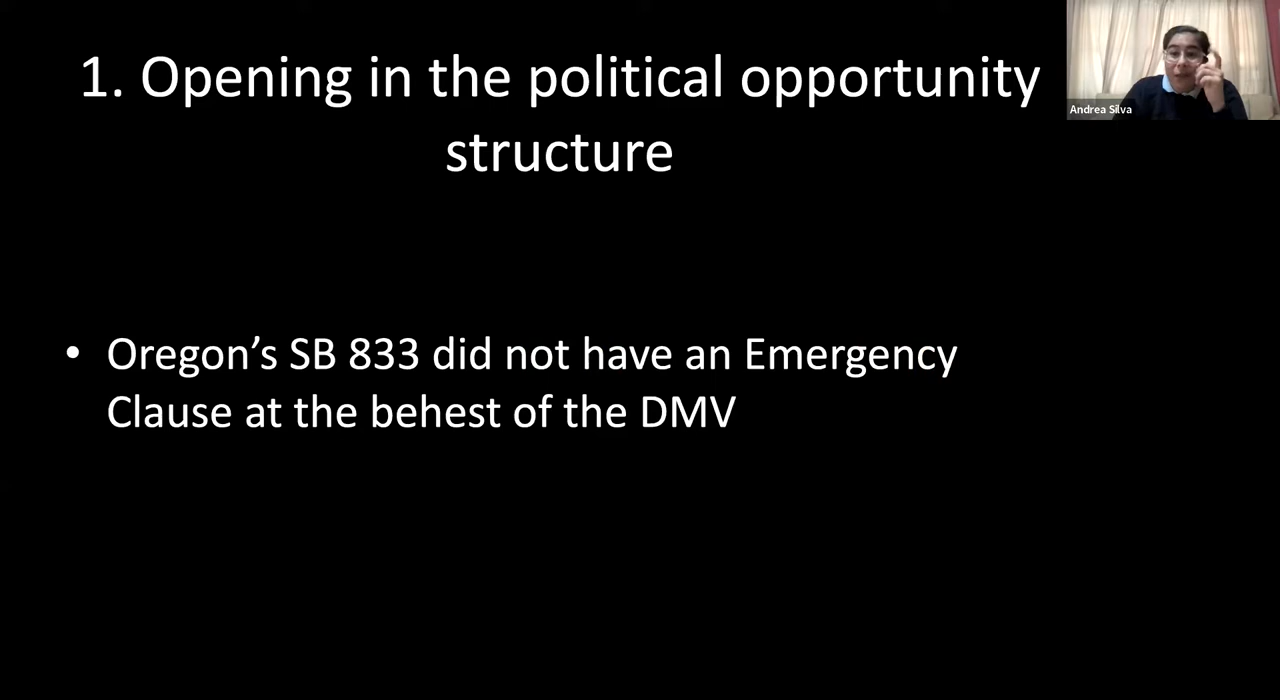 1. Opening in the political opportunity
structure
Andrea Silva
• Oregon’s SB 833 did not have an Emergency
Clause at the behest of the DMV